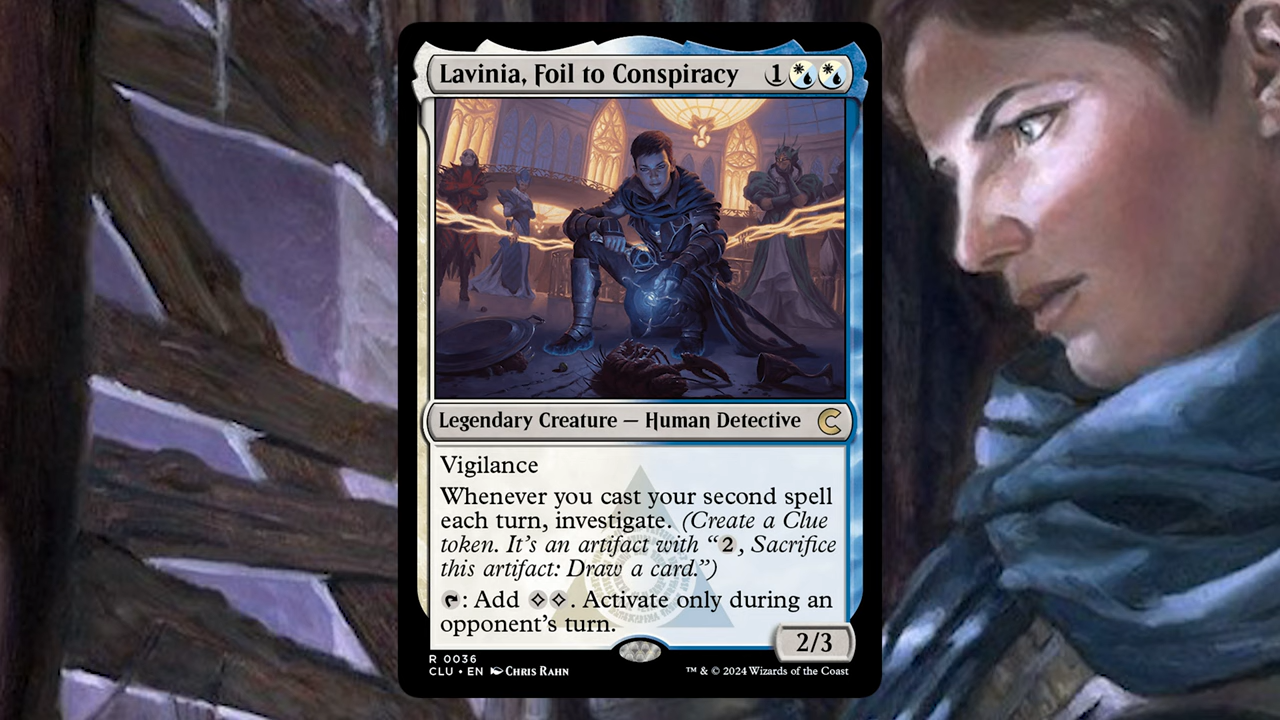 Lavinia, Foil to Conspiracy 1
Legendary Creature — Human Detective
Vigilance
Whenever you cast your second spell
each turn, investigate. (Create a Clue
token. It's an artifact with “2, Sacrifice
this artifact: Draw a card.”)
: Add . Activate only during an
opponent's turn.
2/3
R 0036
CLU • EN Chris Rahn
™ & © 2024 Wizards of the Coast